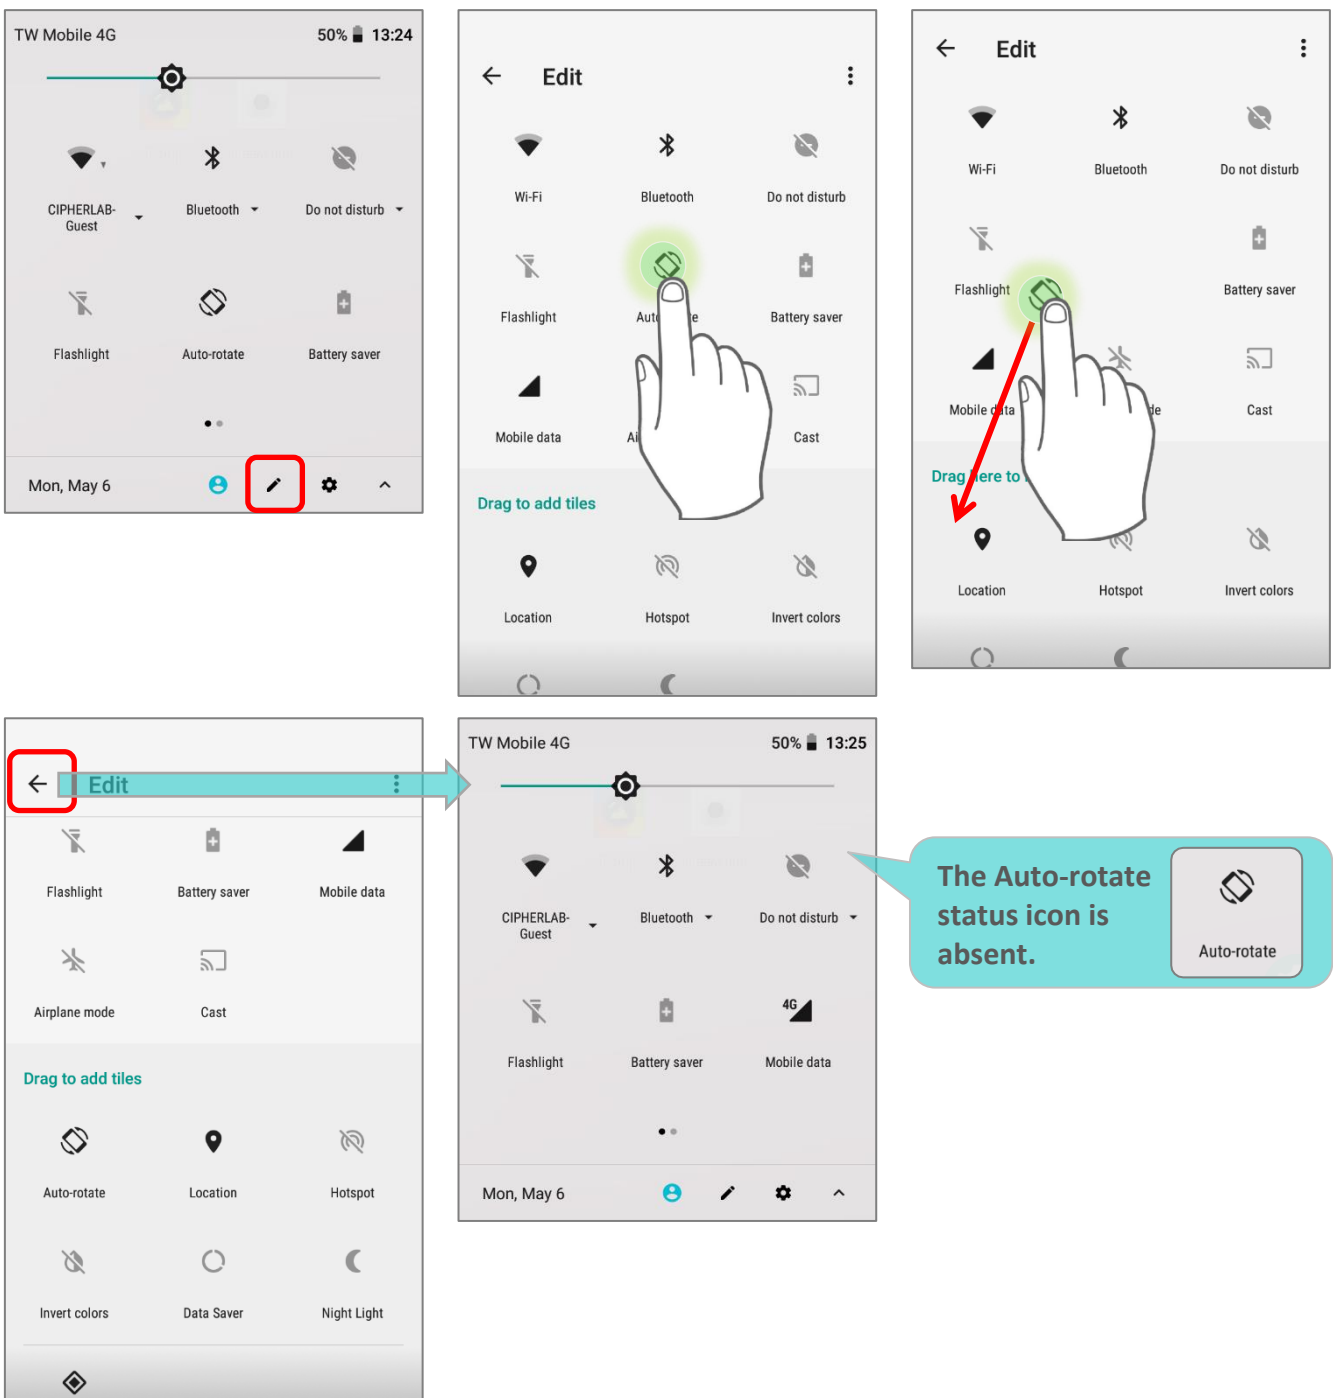 TW Mobile 4G 50% 13:24
CIPHERLAB-
Guest
Bluetooth
Do not disturb
Flashlight
Auto-rotate
Battery saver
Mon, May 6
Edit
Wi-Fi
Bluetooth
Do not disturb
Flashlight
Battery saver
Mobile data
Cast
Drag to add tiles
Location
Hotspot
Invert colors
Edit
Wi-Fi
Bluetooth
Do not disturb
Flashlight
Battery saver
Mobile data
Cast
Drag here to
Location
Hotspot
Invert colors
Edit
Flashlight
Battery saver
Mobile data
Airplane mode
Cast
Drag to add tiles
Auto-rotate
Location
Hotspot
Invert colors
Data Saver
Night Light
TW Mobile 4G 50% 13:25
CIPHERLAB-
Guest
Bluetooth
Do not disturb
Flashlight
Battery saver
4G
Mobile data
Mon, May 6
The Auto-rotate
status icon is
absent.
Auto-rotate